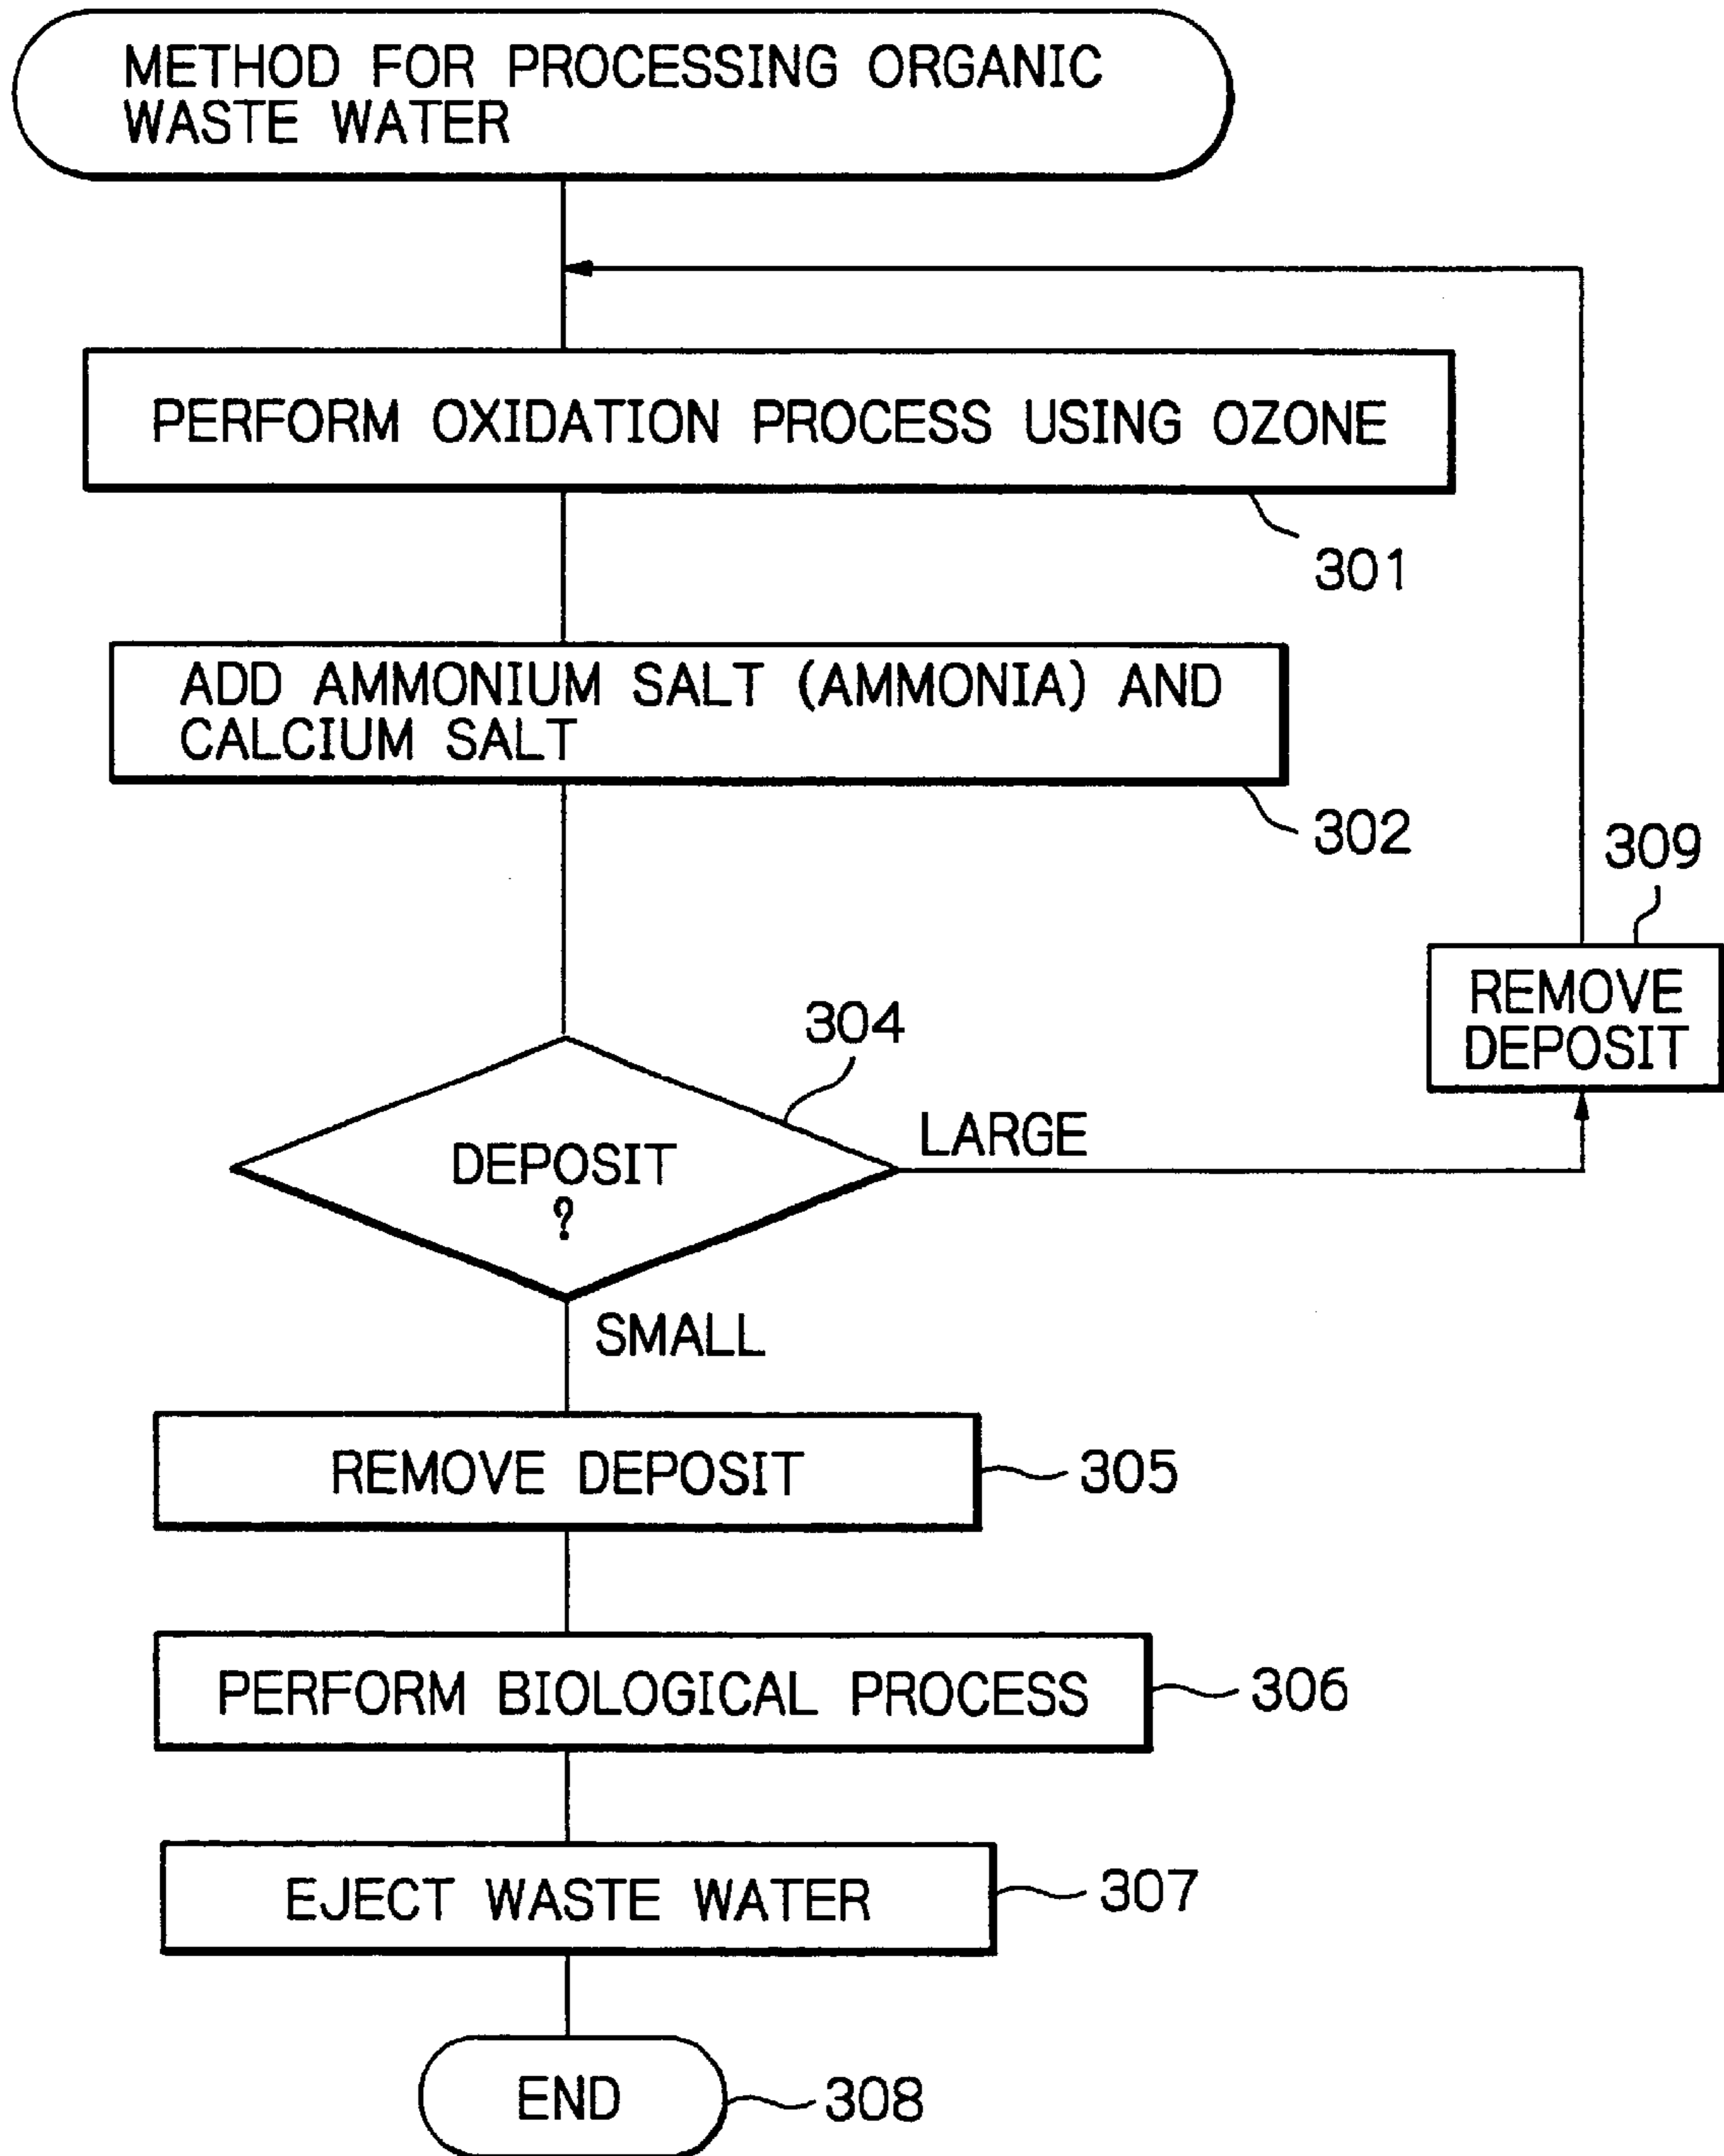 METHOD FOR PROCESSING ORGANIC
WASTE WATER
PERFORM OXIDATION PROCESS USING OZONE
301
ADD AMMONIUM SALT (AMMONIA) AND
CALCIUM SALT
302
309
REMOVE
DEPOSIT
304
LARGE
DEPOSIT
?
SMALL
REMOVE DEPOSIT
305
PERFORM BIOLOGICAL PROCESS
306
EJECT WASTE WATER
307
END
308